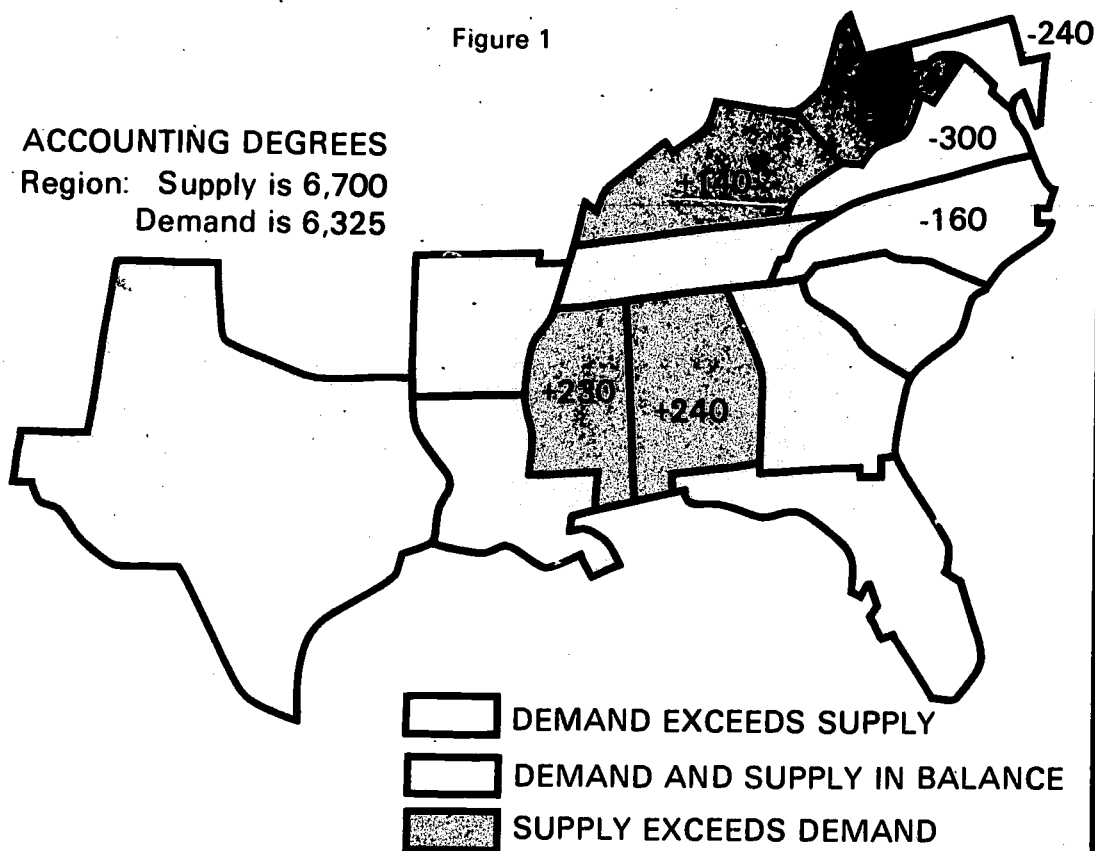 Figure 1
-240
ACCOUNTING DEGREES
Region: Supply is 6,700
Demand is 6,325
-300
+140
-160
+230
+240
DEMAND EXCEEDS SUPPLY
DEMAND AND SUPPLY IN BALANCE
SUPPLY EXCEEDS DEMAND